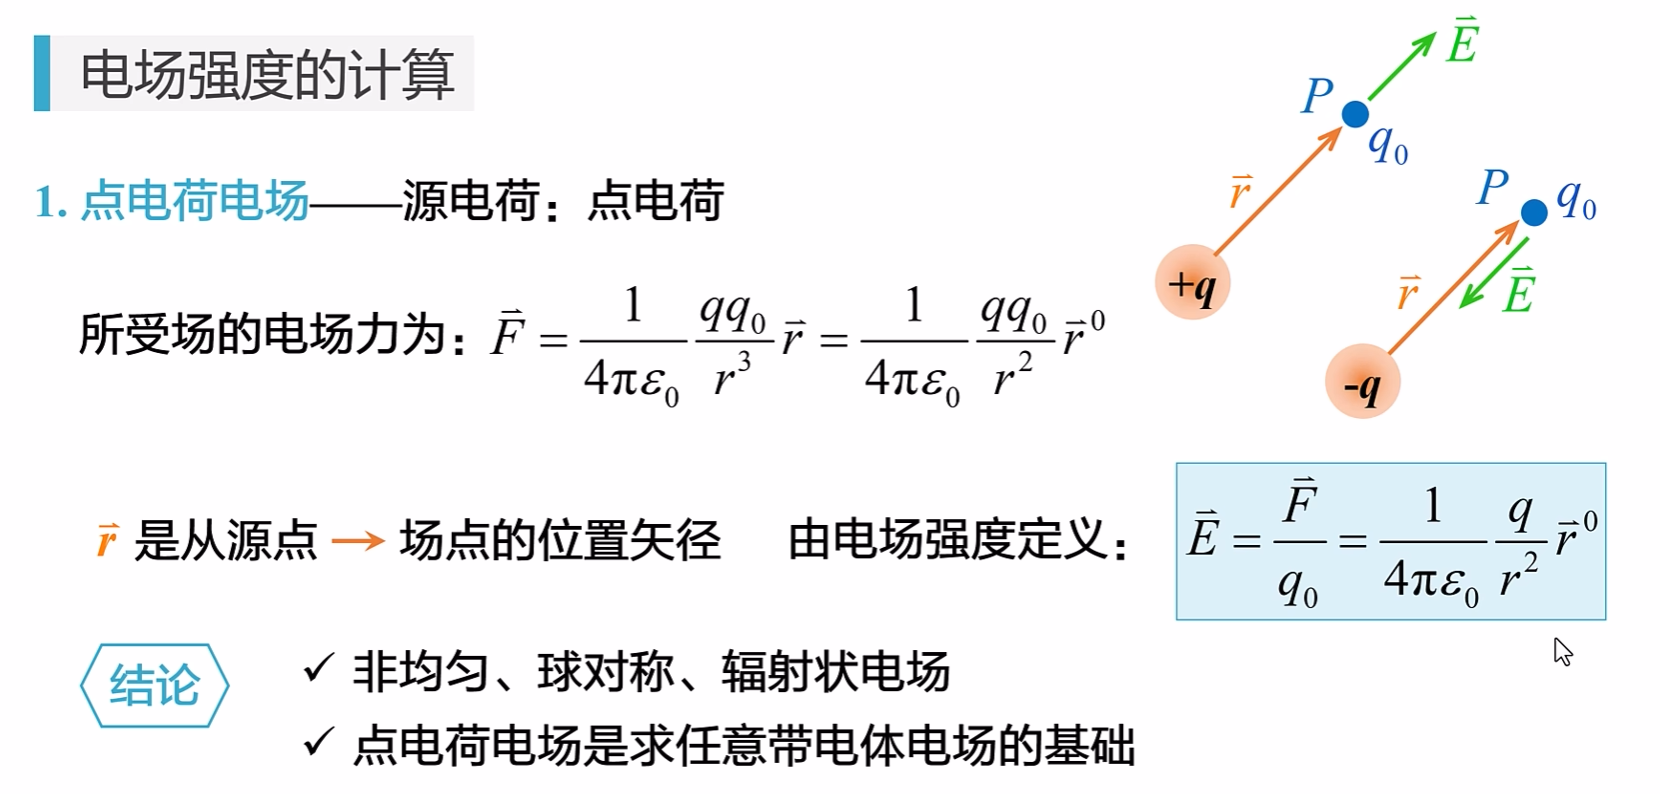 电场强度的计算
1. 点电荷电场——源电荷：点电荷
所受场的电场力为：$\vec{F} = \frac{1}{4\pi\varepsilon_0}\frac{qq_0}{r^3}\vec{r} = \frac{1}{4\pi\varepsilon_0}\frac{qq_0}{r^2}\vec{r}^0$
$\vec{E}$
P
$q_0$
$\vec{r}$
+q
P $q_0$
$\vec{r}$ $\vec{E}$
-q
$\vec{r}$ 是从源点 → 场点的位置矢径 由电场强度定义：$\vec{E} = \frac{\vec{F}}{q_0} = \frac{1}{4\pi\varepsilon_0}\frac{q}{r^2}\vec{r}^0$
结论
✓ 非均匀、球对称、辐射状电场
✓ 点电荷电场是求任意带电体电场的基础